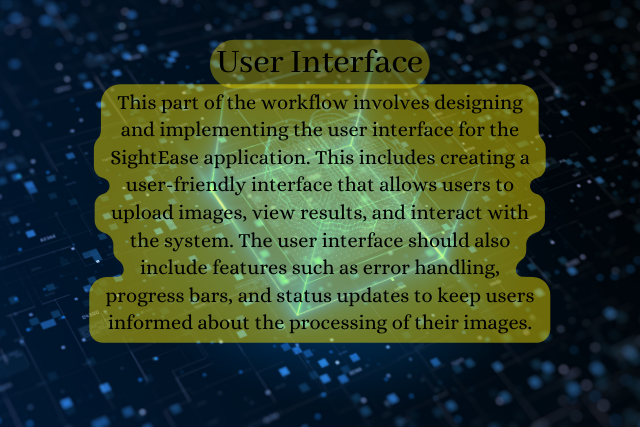 User Interface
This part of the workflow involves designing
and implementing the user interface for the
SightEase application. This includes creating a
user-friendly interface that allows users to
upload images, view results, and interact with
the system. The user interface should also
include features such as error handling,
progress bars, and status updates to keep users
informed about the processing of their images.